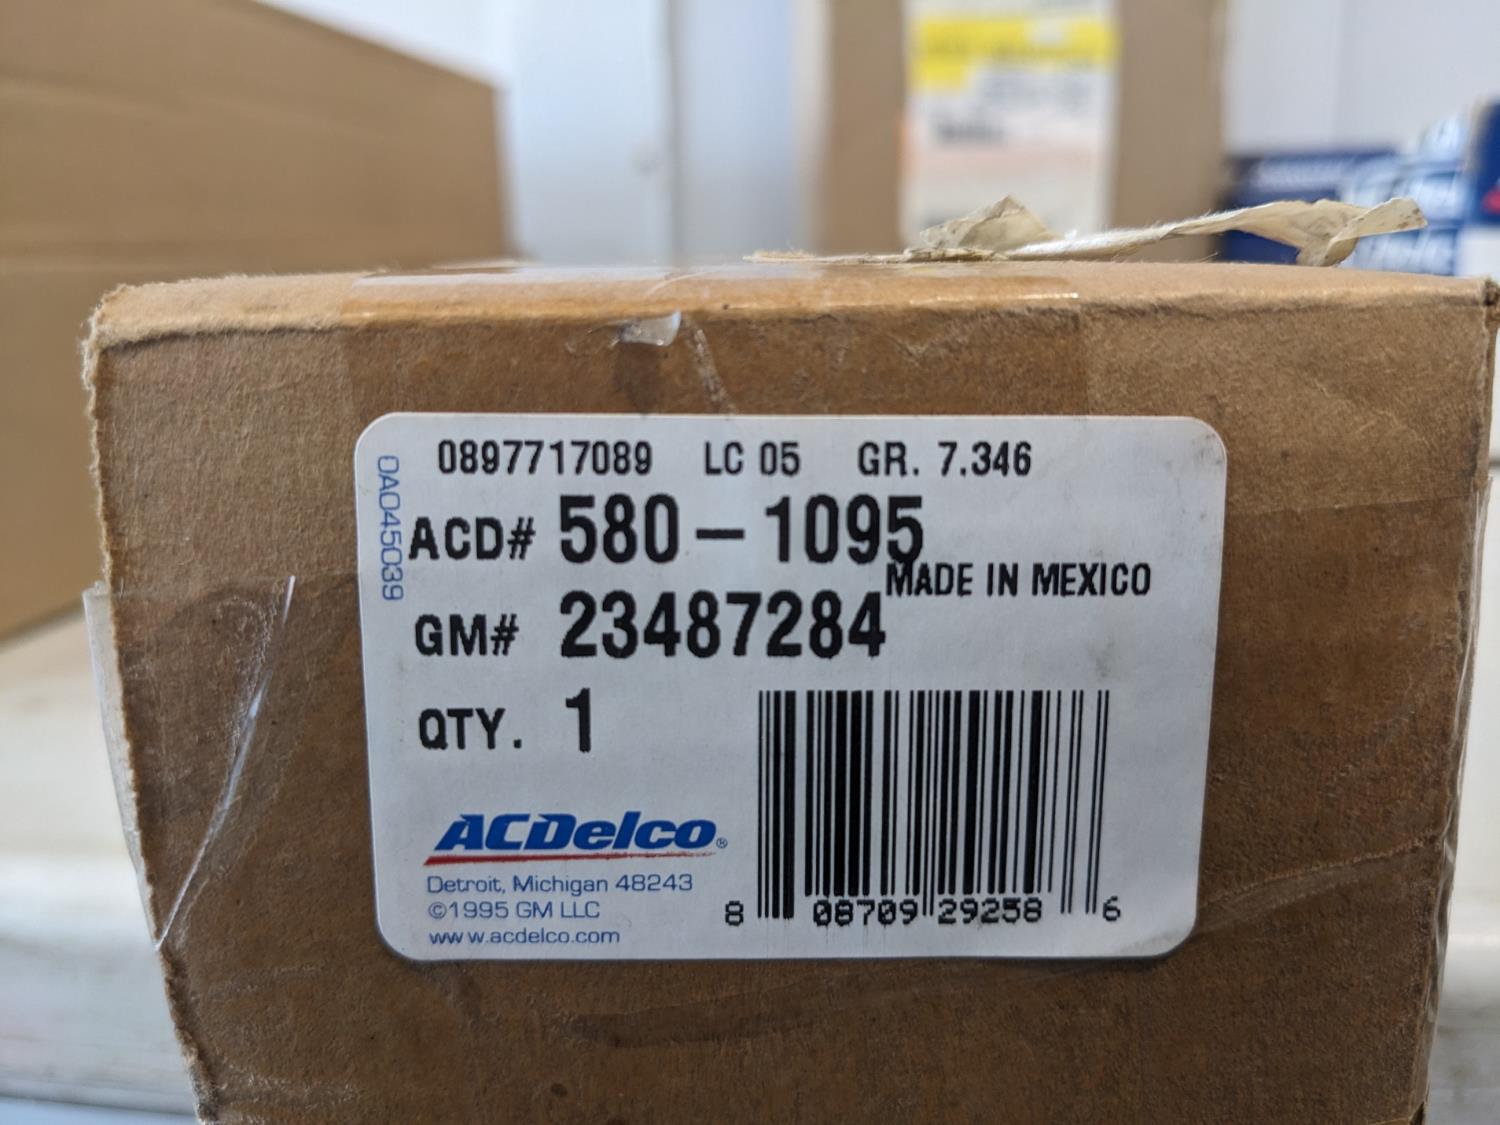 0897717089 LC 05 GR. 7.346
0A045039
ACD# 580-1095
MADE IN MEXICO
GM# 23487284
QTY. 1
ACDelco®
Detroit, Michigan 48243
©1995 GM LLC
www.acdelco.com
8 08709 29258 6